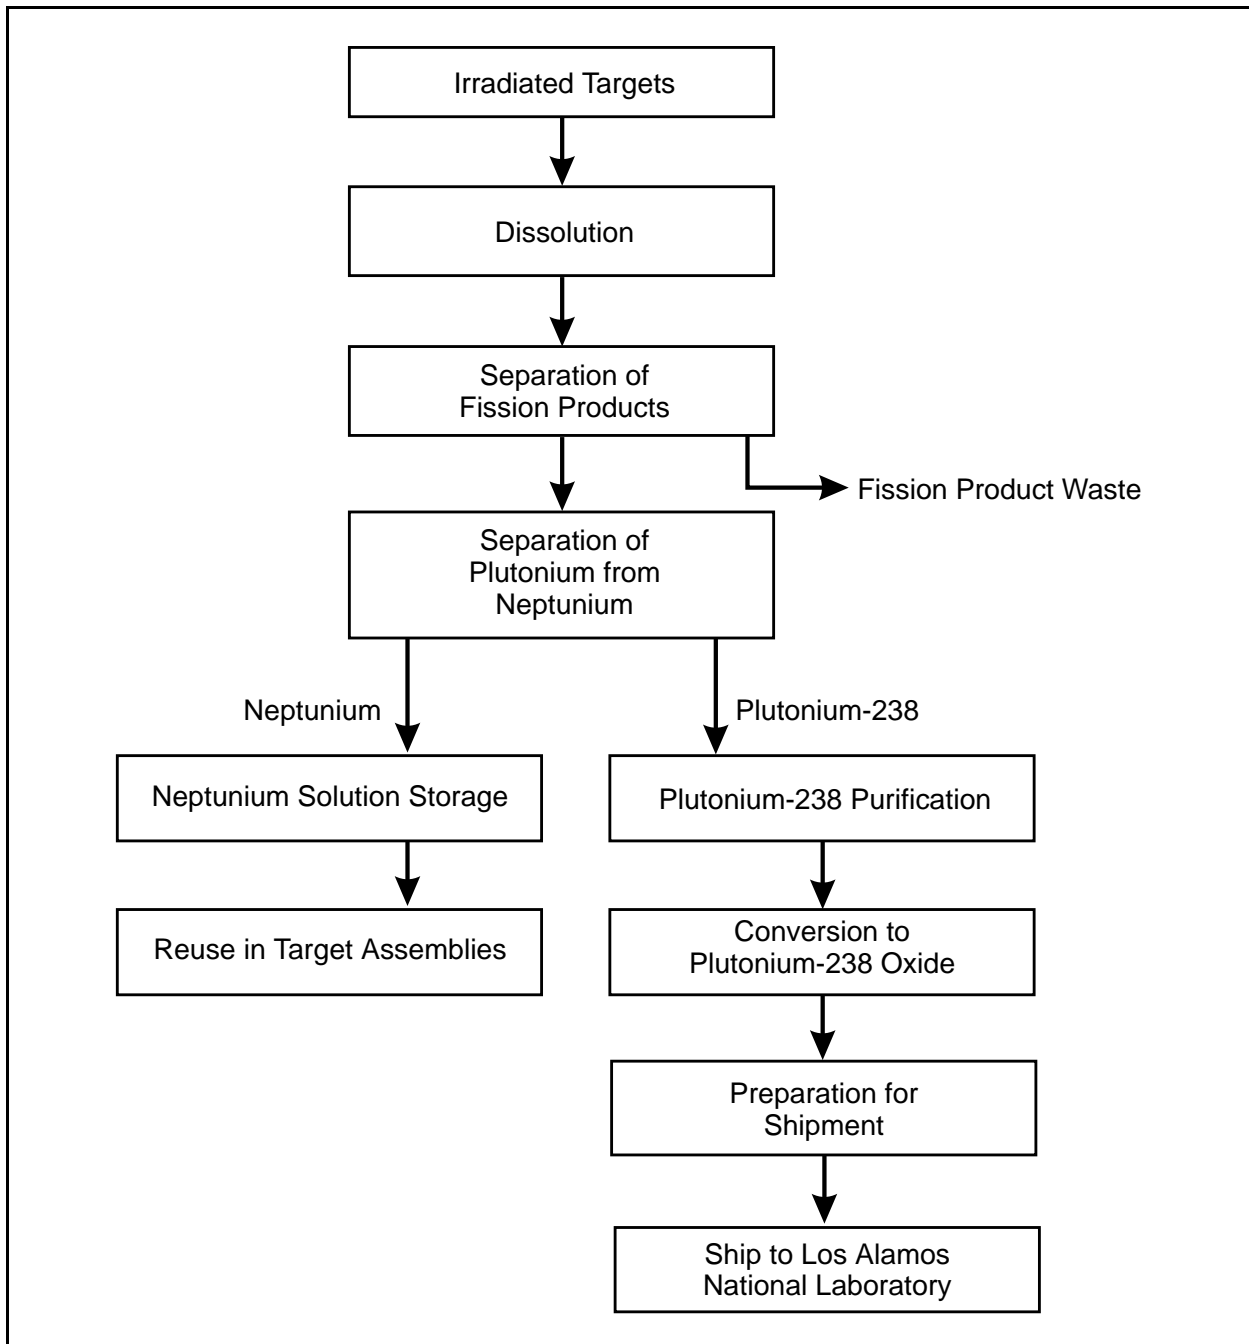 Irradiated Targets
Dissolution
Separation of
Fission Products
Fission Product Waste
Separation of
Plutonium from
Neptunium
Neptunium
Plutonium-238
Neptunium Solution Storage
Plutonium-238 Purification
Reuse in Target Assemblies
Conversion to
Plutonium-238 Oxide
Preparation for
Shipment
Ship to Los Alamos
National Laboratory